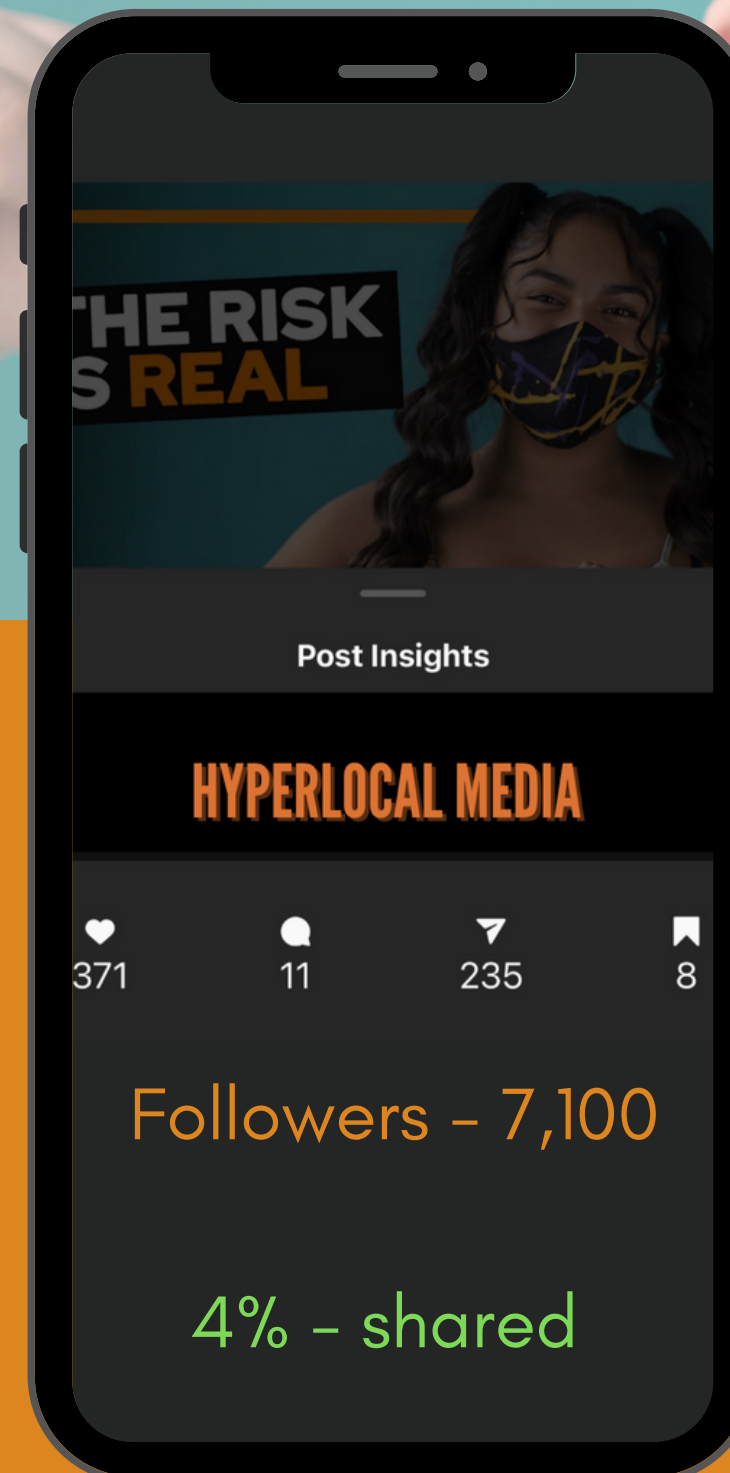 THE RISK
S REAL
Post Insights
HYPERLOCAL MEDIA
371 11 235 8
Followers – 7,100
4% – shared